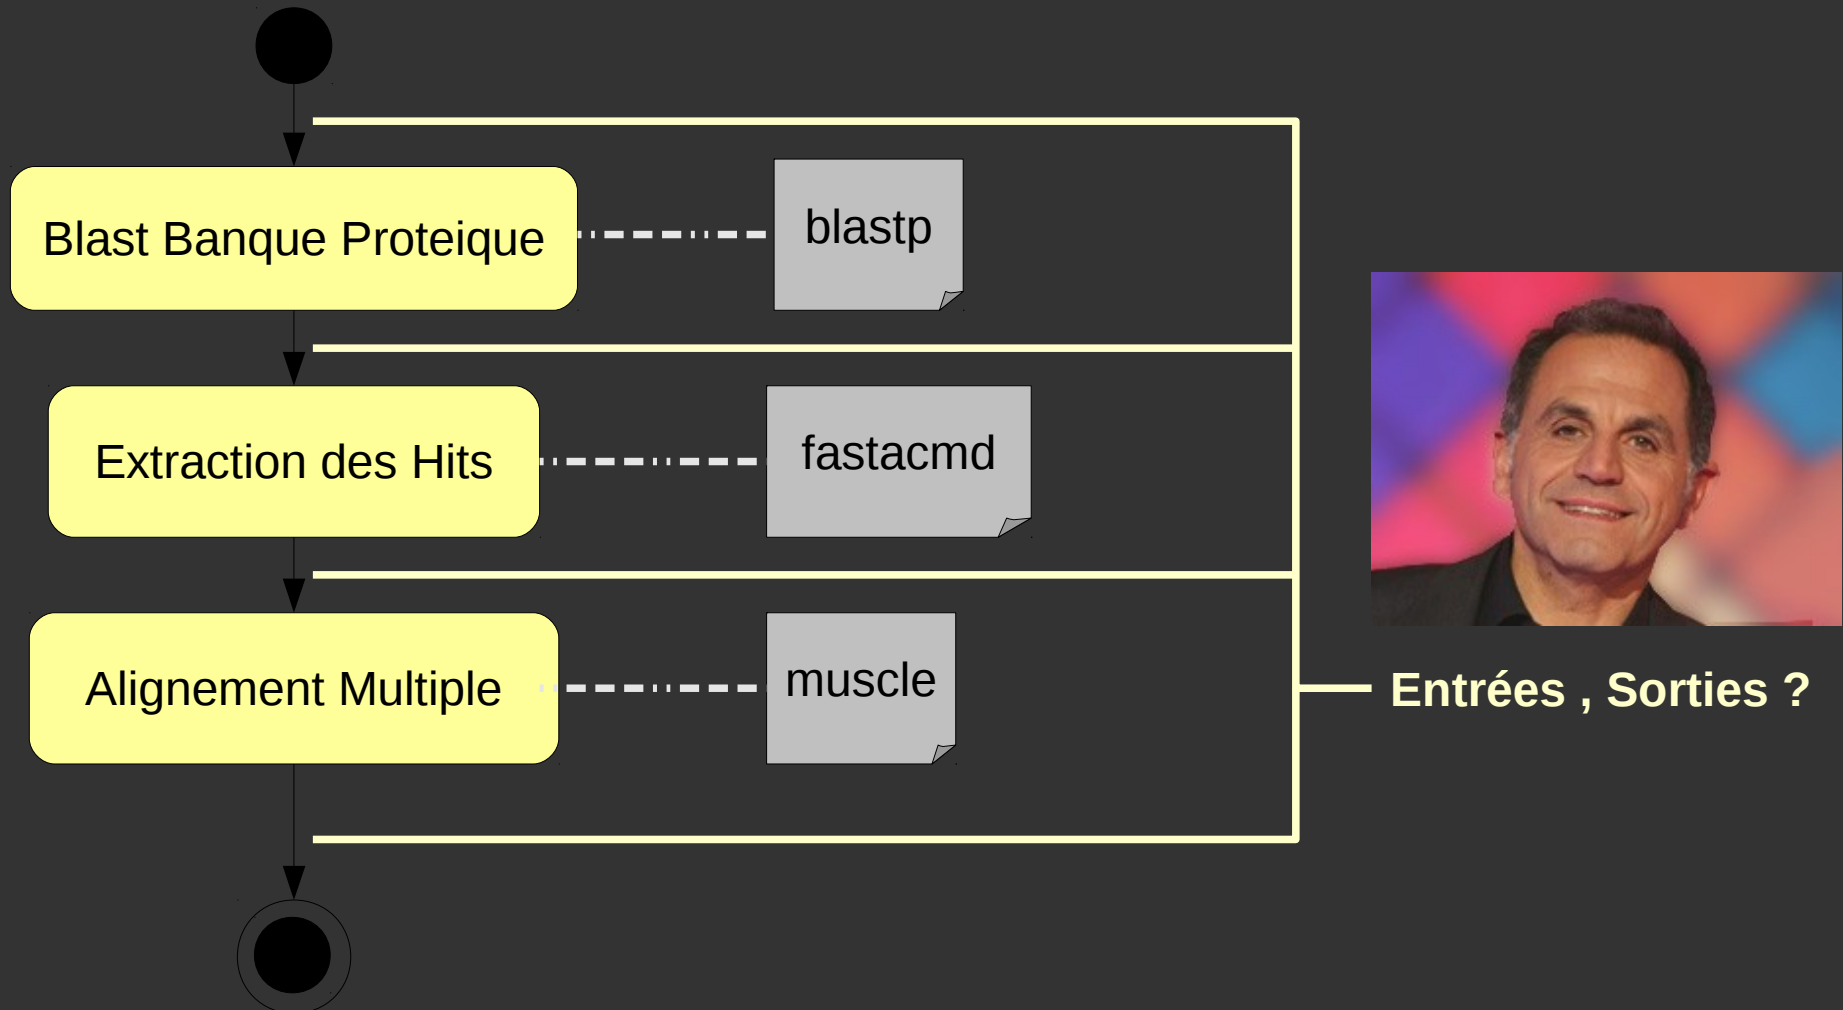 Blast Banque Proteique
blastp
Extraction des Hits
fastacmd
Alignement Multiple
muscle
Entrées , Sorties ?